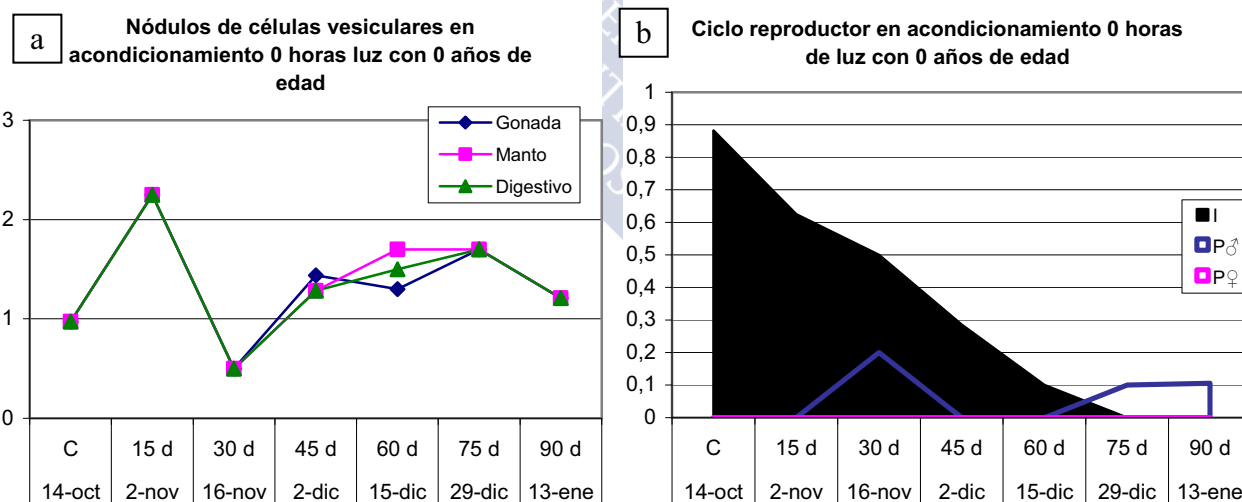 a
Nódulos de células vesiculares en
acondicionamiento 0 horas luz con 0 años de
edad
3
2
1
0
Gonada
Manto
Digestivo
C 15 d 30 d 45 d 60 d 75 d 90 d
14-oct 2-nov 16-nov 2-dic 15-dic 29-dic 13-ene
b
Ciclo reproductor en acondicionamiento 0 horas
de luz con 0 años de edad
1
0,9
0,8
0,7
0,6
0,5
0,4
0,3
0,2
0,1
0
I
P♂
P♀
C 15 d 30 d 45 d 60 d 75 d 90 d
14-oct 2-nov 16-nov 2-dic 15-dic 29-dic 13-ene